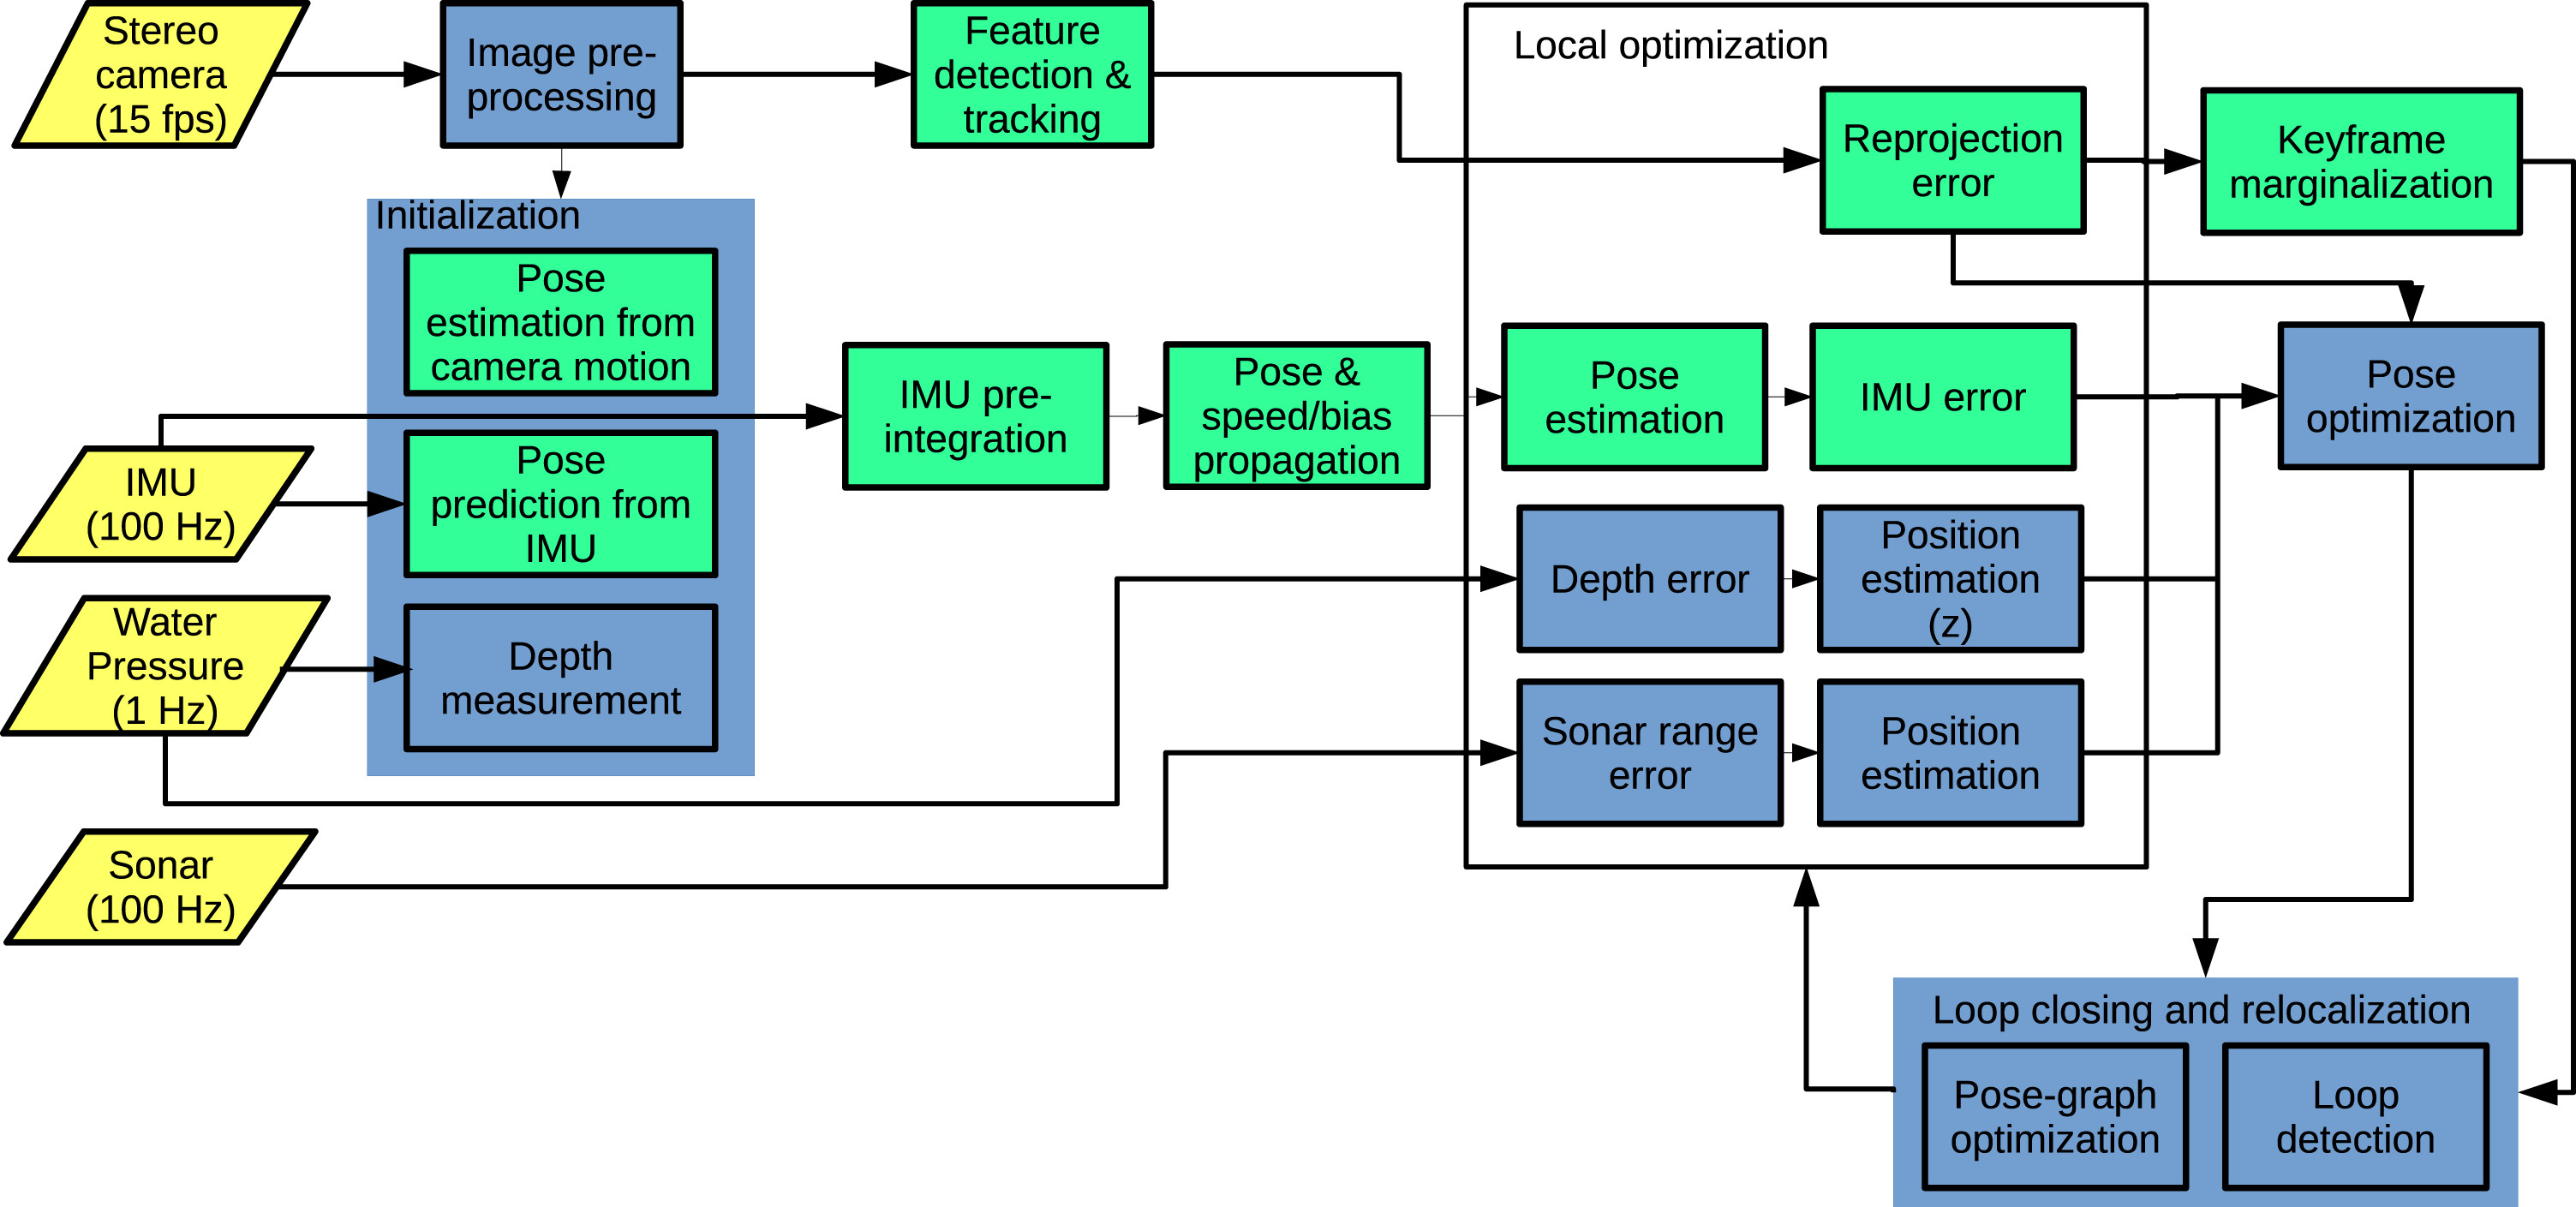 Stereo
camera
(15 fps)
Image pre-
processing
Feature
detection &
tracking
Local optimization
Reprojection
error
Keyframe
marginalization
Initialization
Pose
estimation from
camera motion
IMU pre-
integration
Pose &
speed/bias
propagation
Pose
estimation
IMU error
Pose
optimization
IMU
(100 Hz)
Pose
prediction from
IMU
Water
Pressure
(1 Hz)
Depth
measurement
Depth error
Position
estimation
(z)
Sonar range
error
Position
estimation
Sonar
(100 Hz)
Loop closing and relocalization
Pose-graph
optimization
Loop
detection